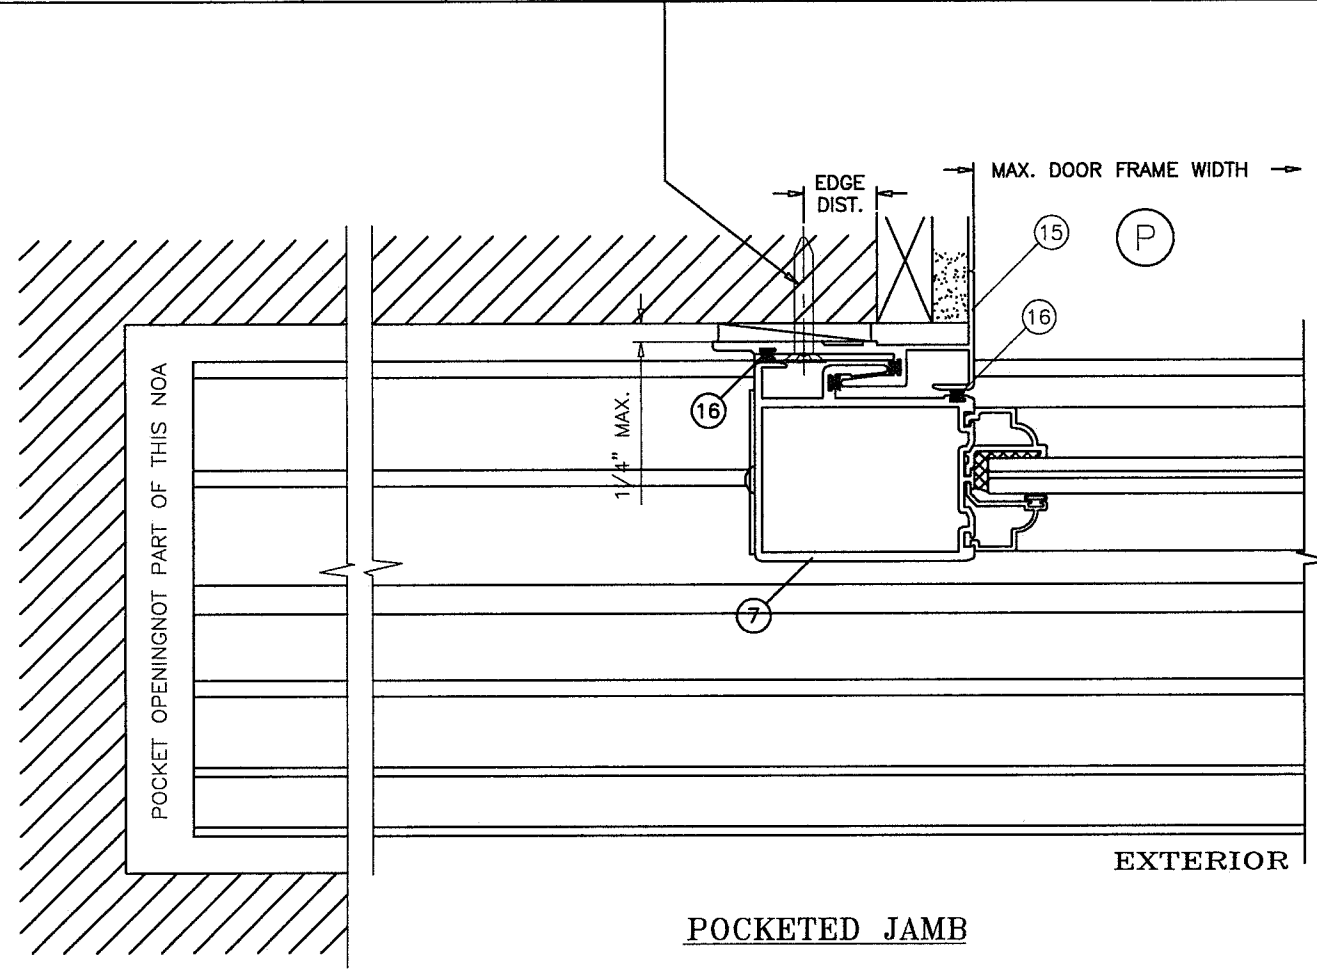 EDGE
DIST.
MAX. DOOR FRAME WIDTH
15
P
16
16
1/4" MAX.
POCKET OPENINGNOT PART OF THIS NOA
7
EXTERIOR
POCKETED JAMB